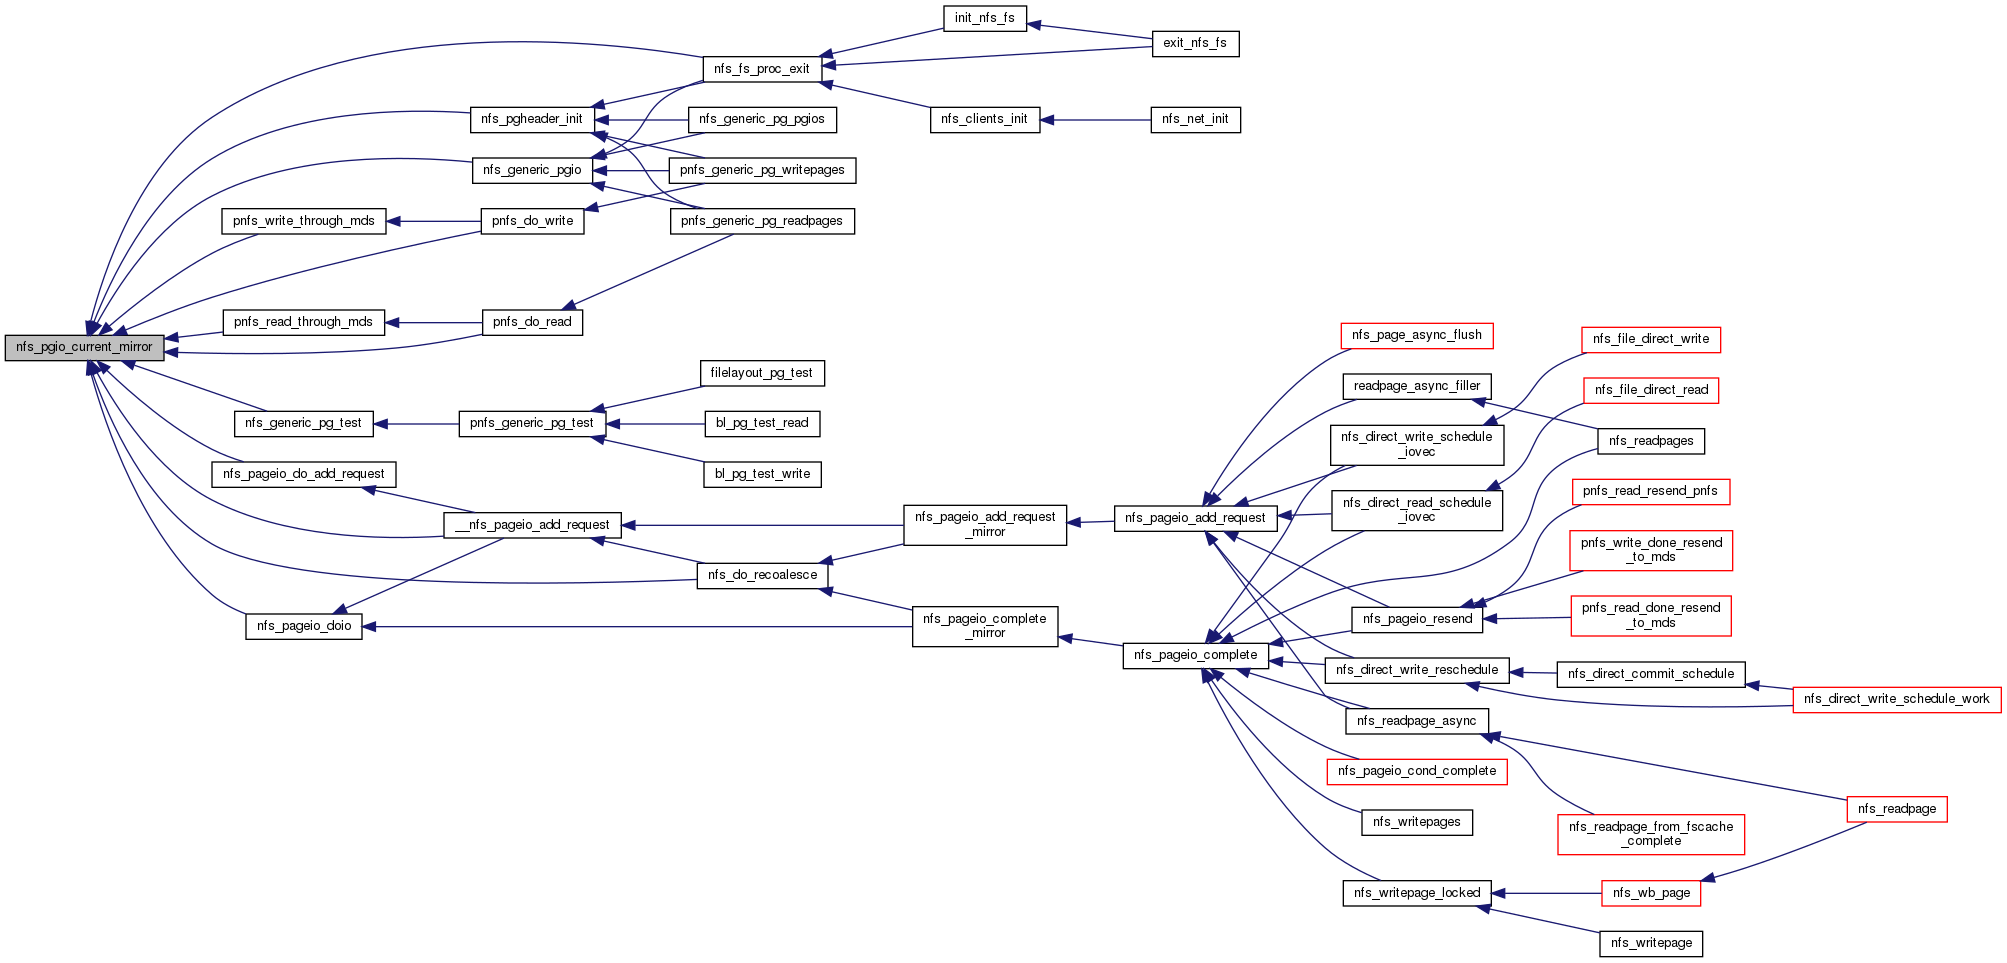 nfs_pgio_current_mirror
nfs_fs_proc_exit
init_nfs_fs
exit_nfs_fs
nfs_clients_init
nfs_net_init
nfs_pgheader_init
nfs_generic_pg_pgios
nfs_generic_pgio
pnfs_generic_pg_writepages
pnfs_write_through_mds
pnfs_do_write
pnfs_generic_pg_readpages
pnfs_read_through_mds
pnfs_do_read
nfs_generic_pg_test
pnfs_generic_pg_test
filelayout_pg_test
bl_pg_test_read
bl_pg_test_write
nfs_pageio_do_add_request
__nfs_pageio_add_request
nfs_do_recoalesce
nfs_pageio_doio
nfs_pageio_add_request
_mirror
nfs_pageio_complete
_mirror
nfs_pageio_add_request
nfs_pageio_complete
nfs_page_async_flush
readpage_async_filler
nfs_direct_write_schedule
_iovec
nfs_direct_read_schedule
_iovec
nfs_pageio_resend
nfs_direct_write_reschedule
nfs_readpage_async
nfs_pageio_cond_complete
nfs_writepages
nfs_writepage_locked
nfs_file_direct_write
nfs_file_direct_read
nfs_readpages
pnfs_read_resend_pnfs
pnfs_write_done_resend
_to_mds
pnfs_read_done_resend
_to_mds
nfs_direct_commit_schedule
nfs_direct_write_schedule_work
nfs_readpage
nfs_readpage_from_fscache
_complete
nfs_wb_page
nfs_writepage